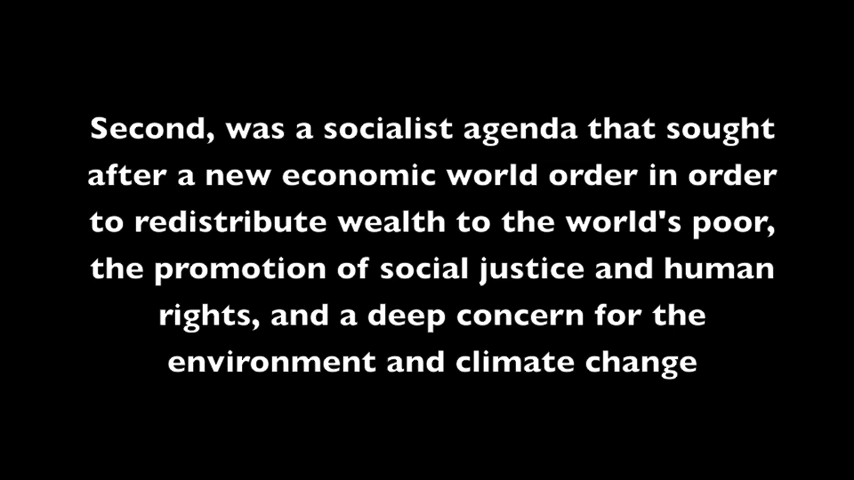 Second, was a socialist agenda that sought
after a new economic world order in order
to redistribute wealth to the world's poor,
the promotion of social justice and human
rights, and a deep concern for the
environment and climate change